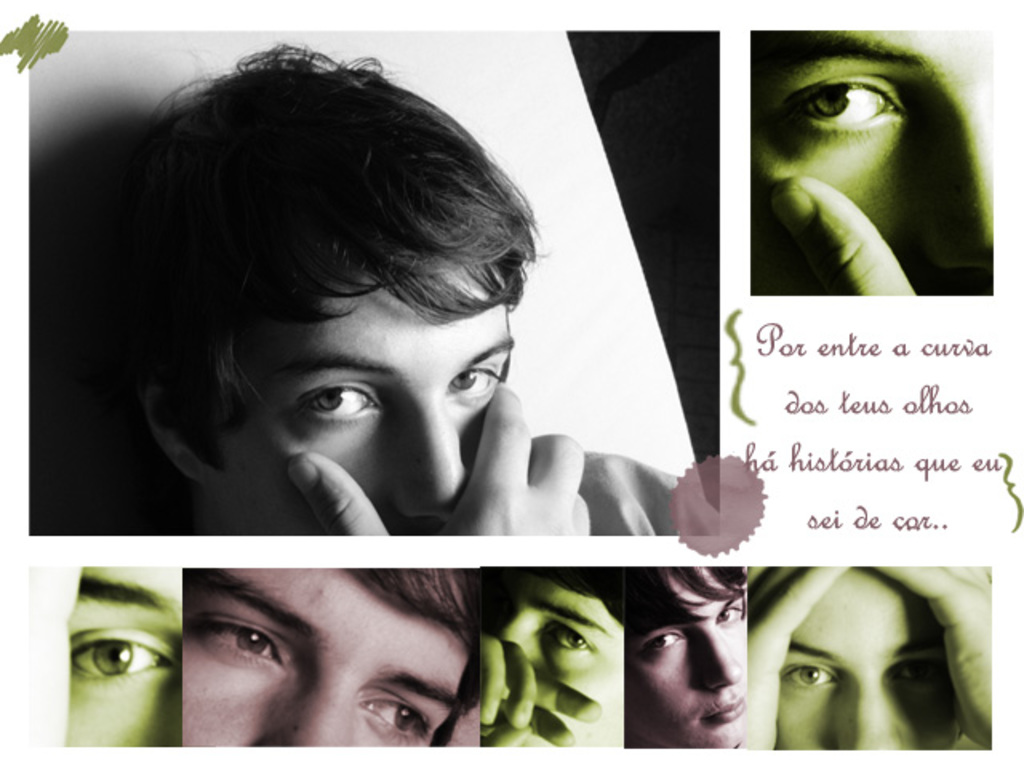 Por entre a curva
dos teus olhos
há histórias que eu
sei de cor..